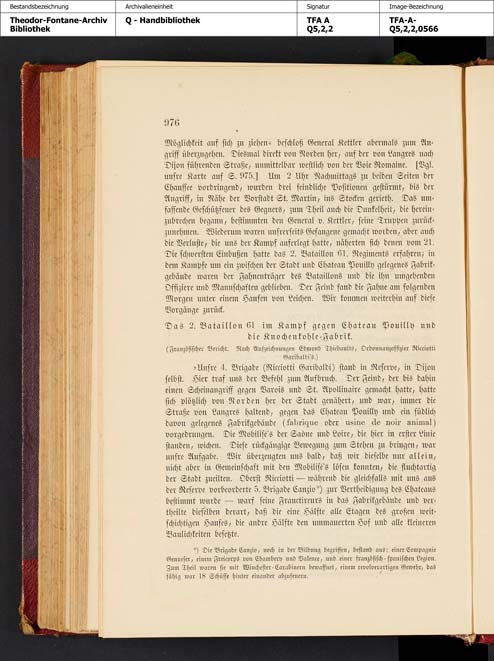 Bestandsbezeichnung
Archivalieneinheit
Signatur
Image-Bezeichnung
Theodor-Fontane-Archiv
Bibliothek
Q - Handbibliothek
TFA A
Q5,2,2
TFA-A-
Q5,2,2,0566
976
Möglichkeit auf sich zu ziehen« beschloß General Kettler abermals zum An-
griff überzugehen. Diesmal direkt von Norden her, auf der von Langres nach
Dijon führenden Straße, unmittelbar westlich von der Voie Romaine. [Vgl.
unsre Karte auf S. 975.] Um 2 Uhr Nachmittags zu beiden Seiten der
Chaussee vordringend, wurden drei feindliche Positionen gestürmt, bis der
Angriff, in Nähe der Vorstadt St. Martin, ins Stocken gerieth. Das um-
fassende Geschützfeuer des Gegners, zum Theil auch die Dunkelheit, die herein-
zubrechen begann, bestimmten den General v. Kettler, seine Truppen zurück-
zunehmen. Wiederum waren unsrerseits Gefangene gemacht worden, aber auch
die Verluste, die uns der Kampf auferlegt hatte, näherten sich denen vom 21.
Die schwersten Einbußen hatte das 2. Bataillon 61. Regiments erfahren; in
dem Kampfe um ein zwischen der Stadt und Chateau Pouilly gelegenes Fabrik-
gebäude waren der Fahnenträger des Bataillons und die ihn umgebenden
Offiziere und Mannschaften geblieben. Der Feind fand die Fahne am folgenden
Morgen unter einem Haufen von Leichen. Wir kommen weiterhin auf diese
Vorgänge zurück.
Das 2. Bataillon 61 im Kampf gegen Chateau Pouilly und
die Knochenkohle-Fabrik.
(Französischer Bericht. Nach Aufzeichnungen Edmund Thiebaults, Ordonnanzoffizier Ricciotti
Garibaldi's.)
»Unsre 4. Brigade (Ricciotti Garibaldi) stand in Reserve, in Dijon
selbst. Hier traf uns der Befehl zum Aufbruch. Der Feind, der bis dahin
einen Scheinangriff gegen Varois und St. Apollinaire gemacht hatte, hatte
sich plötzlich von Norden her der Stadt genähert, und war, immer die
Straße von Langres haltend, gegen das Chateau Pouilly und ein südlich
davon gelegenes Fabrikgebäude (fabrique oder usine de noir animal)
vorgedrungen. Die Mobilisé's der Saône und Loire, die hier in erster Linie
standen, wichen. Diese rückgängige Bewegung zum Stehen zu bringen, war
unsre Aufgabe. Wir überzeugten uns bald, daß wir dieselbe nur allein,
nicht aber in Gemeinschaft mit den Mobilisé's lösen konnten, die fluchtartig
der Stadt zueilten. Oberst Ricciotti — während die gleichfalls mit uns aus
der Reserve vorbeorderte 5. Brigade Canzio*) zur Vertheidigung des Chateaus
bestimmt wurde — warf seine Franctireurs in das Fabrikgebäude und ver-
theilte dieselben derart, daß die eine Hälfte alle Etagen des großen weit-
schichtigen Hauses, die andre Hälfte den ummauerten Hof und alle kleineren
Baulichkeiten besetzte.
*) Die Brigade Canzio, noch in der Bildung begriffen, bestand aus: einer Compagnie
Genueser, einem Freicorps von Chambery und Valence, und einer französisch-spanischen Legion.
Zum Theil waren sie mit Winchester-Carabinern bewaffnet, einem revolverartigen Gewehr, das
fähig war 18 Schüsse hinter einander abzufeuern.